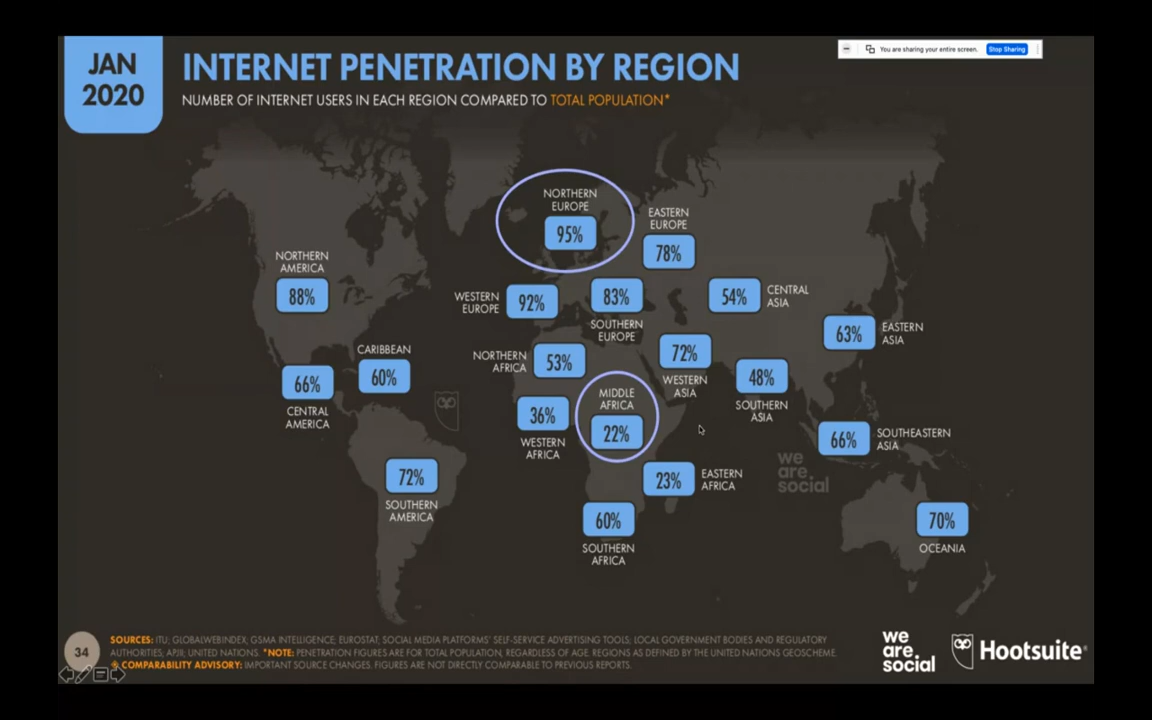 JAN
2020
INTERNET PENETRATION BY REGION
NUMBER OF INTERNET USERS IN EACH REGION COMPARED TO TOTAL POPULATION*
You are sharing your entire screen.
Stop Sharing
NORTHERN
EUROPE
95%
EASTERN
EUROPE
78%
NORTHERN
AMERICA
88%
WESTERN
EUROPE
92%
83%
SOUTHERN
EUROPE
54%
CENTRAL
ASIA
63%
EASTERN
ASIA
CARIBBEAN
60%
66%
CENTRAL
AMERICA
NORTHERN
AFRICA
53%
72%
WESTERN
ASIA
48%
SOUTHERN
ASIA
MIDDLE
AFRICA
22%
36%
WESTERN
AFRICA
66%
SOUTHEASTERN
ASIA
we
are.
social
72%
SOUTHERN
AMERICA
23%
EASTERN
AFRICA
60%
SOUTHERN
AFRICA
70%
OCEANIA
34
SOURCES: ITU; GLOBALWEBINDEX; GSMA INTELLIGENCE; EUROSTAT; SOCIAL MEDIA PLATFORMS' SELF-SERVICE ADVERTISING TOOLS; LOCAL GOVERNMENT BODIES AND REGULATORY
AUTHORITIES; APJII; UNITED NATIONS. *NOTE: PENETRATION FIGURES ARE FOR TOTAL POPULATION, REGARDLESS OF AGE. REGIONS AS DEFINED BY THE UNITED NATIONS GEOSCHEME.
COMPARABILITY ADVISORY: IMPORTANT SOURCE CHANGES. FIGURES ARE NOT DIRECTLY COMPARABLE TO PREVIOUS REPORTS.
we
are.
social
Hootsuite®